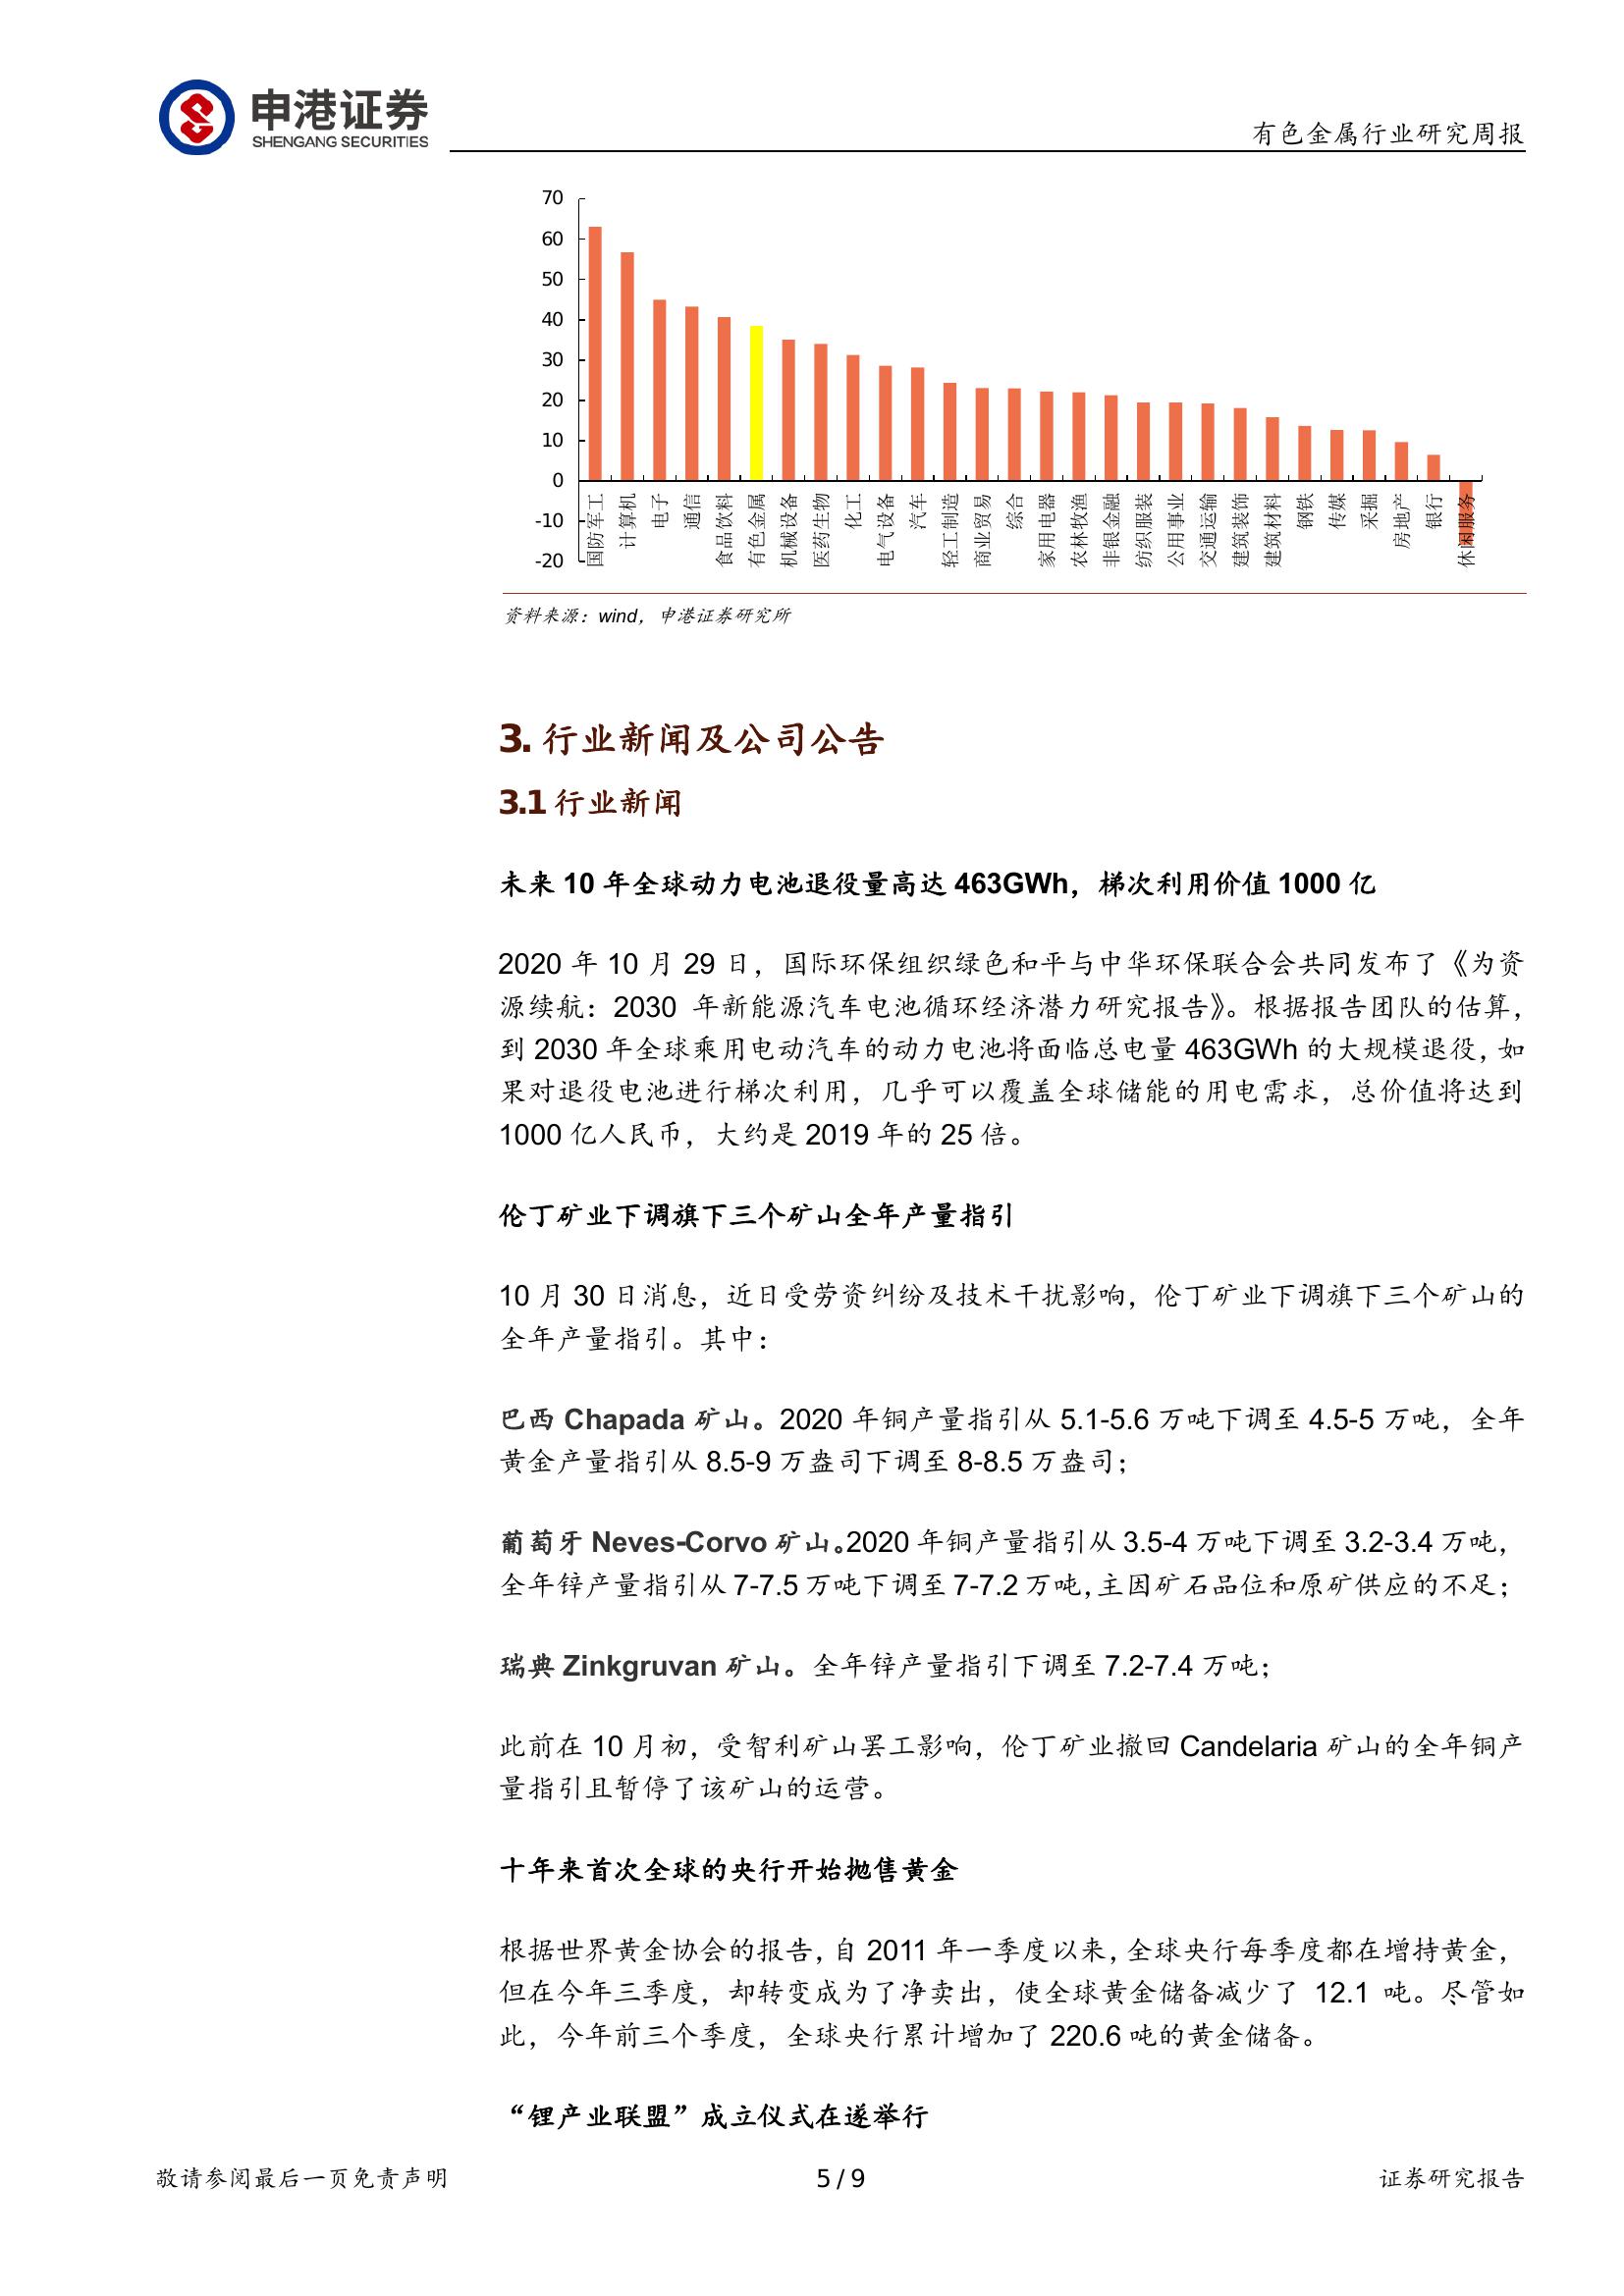 申港证券
SHENGANG SECURITIES
有色金属行业研究周报
70
60
50
40
30
20
10
0
-10
-20
国防军工
计算机
电子
通信
食品饮料
有色金属
机械设备
医药生物
化工
电气设备
汽车
轻工制造
商业贸易
综合
家用电器
农林牧渔
非银金融
纺织服装
公用事业
交通运输
建筑装饰
建筑材料
钢铁
传媒
采掘
房地产
银行
休闲服务
资料来源：wind，申港证券研究所
3. 行业新闻及公司公告
3.1 行业新闻
未来 10 年全球动力电池退役量高达 463GWh，梯次利用价值 1000 亿
2020 年 10 月 29 日，国际环保组织绿色和平与中华环保联合会共同发布了《为资
源续航：2030 年新能源汽车电池循环经济潜力研究报告》。根据报告团队的估算，
到 2030 年全球乘用电动汽车的动力电池将面临总电量 463GWh 的大规模退役，如
果对退役电池进行梯次利用，几乎可以覆盖全球储能的用电需求，总价值将达到
1000 亿人民币，大约是 2019 年的 25 倍。
伦丁矿业下调旗下三个矿山全年产量指引
10 月 30 日消息，近日受劳资纠纷及技术干扰影响，伦丁矿业下调旗下三个矿山的
全年产量指引。其中：
巴西 Chapada 矿山。2020 年铜产量指引从 5.1-5.6 万吨下调至 4.5-5 万吨，全年
黄金产量指引从 8.5-9 万盎司下调至 8-8.5 万盎司；
葡萄牙 Neves-Corvo 矿山。2020 年铜产量指引从 3.5-4 万吨下调至 3.2-3.4 万吨，
全年锌产量指引从 7-7.5 万吨下调至 7-7.2 万吨，主因矿石品位和原矿供应的不足；
瑞典 Zinkgruvan 矿山。全年锌产量指引下调至 7.2-7.4 万吨；
此前在 10 月初，受智利矿山罢工影响，伦丁矿业撤回 Candelaria 矿山的全年铜产
量指引且暂停了该矿山的运营。
十年来首次全球的央行开始抛售黄金
根据世界黄金协会的报告，自 2011 年一季度以来，全球央行每季度都在增持黄金，
但在今年三季度，却转变成为了净卖出，使全球黄金储备减少了 12.1 吨。尽管如
此，今年前三个季度，全球央行累计增加了 220.6 吨的黄金储备。
“锂产业联盟”成立仪式在遂举行
敬请参阅最后一页免责声明
5 / 9
证券研究报告